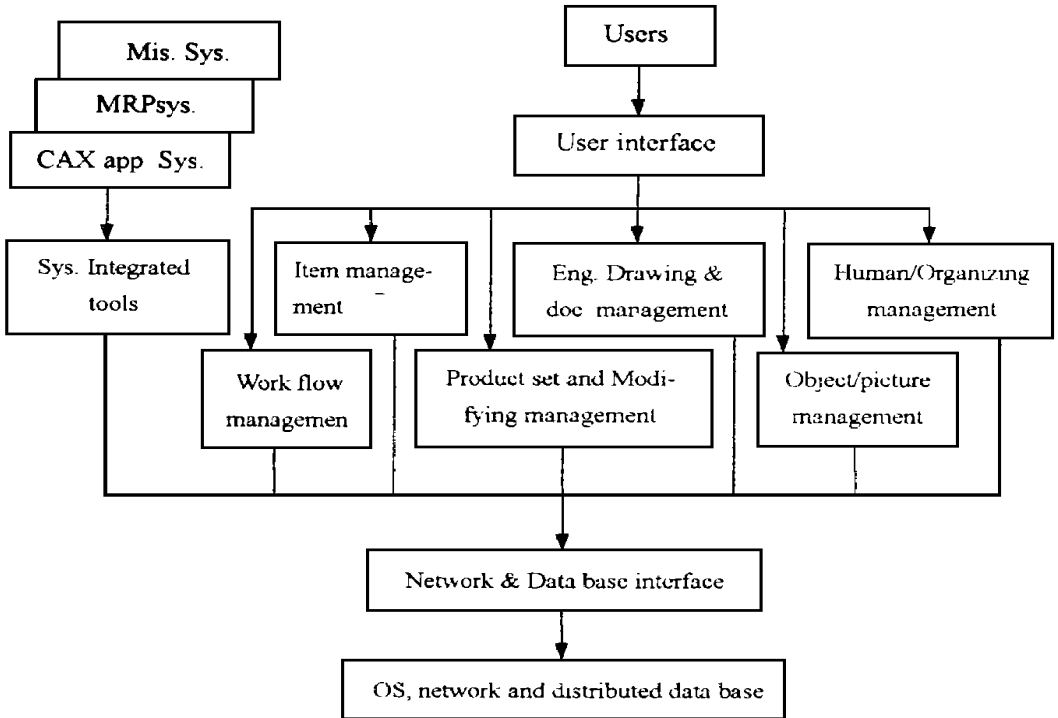 Users
Mis. Sys.
MRPsys.
CAX app Sys.
User interface
Sys. Integrated
tools
Item manage-
ment
Eng. Drawing &
doc management
Human/Organizing
management
Work flow
managemen
Product set and Modi-
fying management
Object/picture
management
Network & Data base interface
OS, network and distributed data base